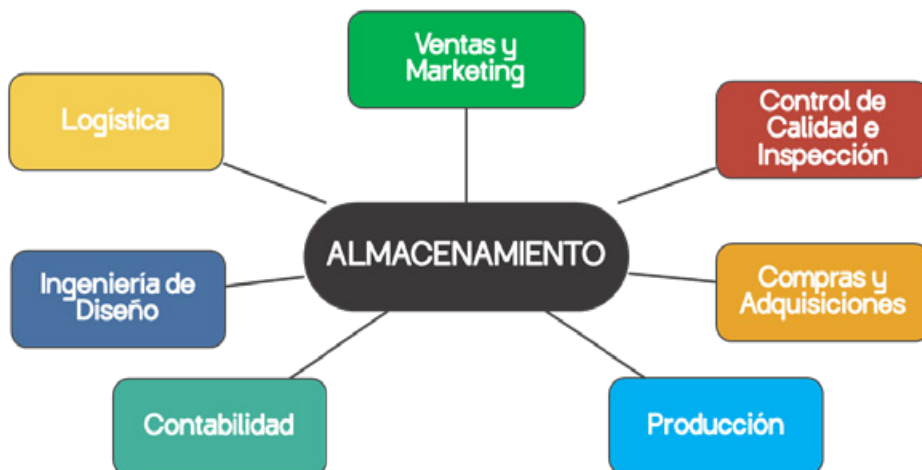 Ventas y
Marketing
Logística
Control de
Calidad e
Inspección
ALMACENAMIENTO
Ingeniería de
Diseño
Compras y
Adquisiciones
Contabilidad
Producción